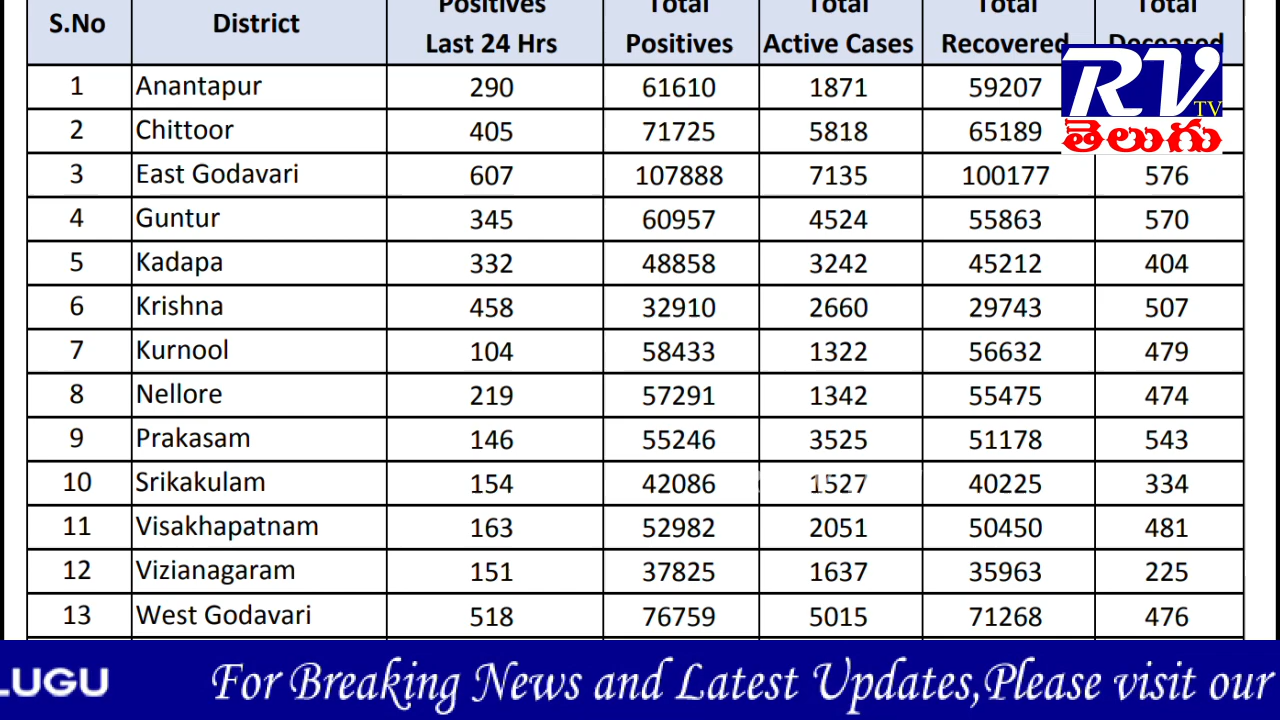 S.No District Positives Last 24 Hrs Total Positives Total Active Cases Total Recovered Total Deceased
1 Anantapur 290 61610 1871 59207
2 Chittoor 405 71725 5818 65189
3 East Godavari 607 107888 7135 100177 576
4 Guntur 345 60957 4524 55863 570
5 Kadapa 332 48858 3242 45212 404
6 Krishna 458 32910 2660 29743 507
7 Kurnool 104 58433 1322 56632 479
8 Nellore 219 57291 1342 55475 474
9 Prakasam 146 55246 3525 51178 543
10 Srikakulam 154 42086 1527 40225 334
11 Visakhapatnam 163 52982 2051 50450 481
12 Vizianagaram 151 37825 1637 35963 225
13 West Godavari 518 76759 5015 71268 476
RV TV
తెలుగు
LUGU For Breaking News and Latest Updates,Please visit our